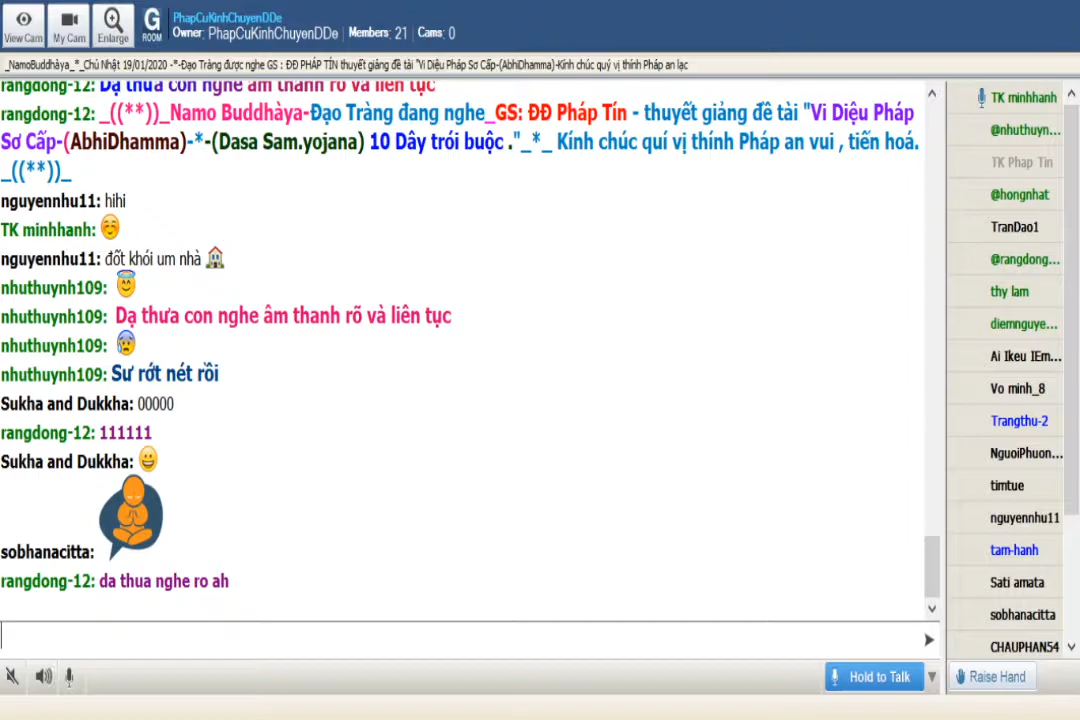 View Cam
My Cam
Enlarge
G
ROOM
PhapCuKinhChuyenDDe
Owner: PhapCuKinhChuyenDDe Members: 21 Cams: 0
_NamoBuddhàya_*_Chủ Nhật 19/01/2020 -*-Đạo Tràng được nghe GS : ĐĐ PHÁP TÍN thuyết giảng đề tài "Vi Diệu Pháp Sơ Cấp-(AbhiDhamma)-Kính chúc quý vị thính Pháp an lạc
rangdong-12: Dạ thưa con nghe âm thanh rõ và liên tục
rangdong-12: _((**))_Namo Buddhàya-Đạo Tràng đang nghe_GS: ĐĐ Pháp Tín - thuyết giảng đề tài "Vi Diệu Pháp
Sơ Cấp-(AbhiDhamma)-*-(Dasa Sam.yojana) 10 Dây trói buộc ."_*_ Kính chúc quí vị thính Pháp an vui , tiến hoá.
_((**))_
nguyennhu11: hihi
TK minhhanh:
nguyennhu11: đốt khói um nhà
nhuthuynh109:
nhuthuynh109: Dạ thưa con nghe âm thanh rõ và liên tục
nhuthuynh109:
nhuthuynh109: Sư rớt nét rồi
Sukha and Dukkha: 00000
rangdong-12: 111111
Sukha and Dukkha:
sobhanacitta:
rangdong-12: da thua nghe ro ah
TK minhhanh
@nhuthuyn...
TK Phap Tin
@hongnhat
TranDao1
@rangdong...
thy lam
diemnguye...
Ai Ikeu IEm...
Vo minh_8
Trangthu-2
NguoiPhuon...
timtue
nguyennhu11
tam-hanh
Sati amata
sobhanacitta
CHAUPHAN54
Hold to Talk
Raise Hand